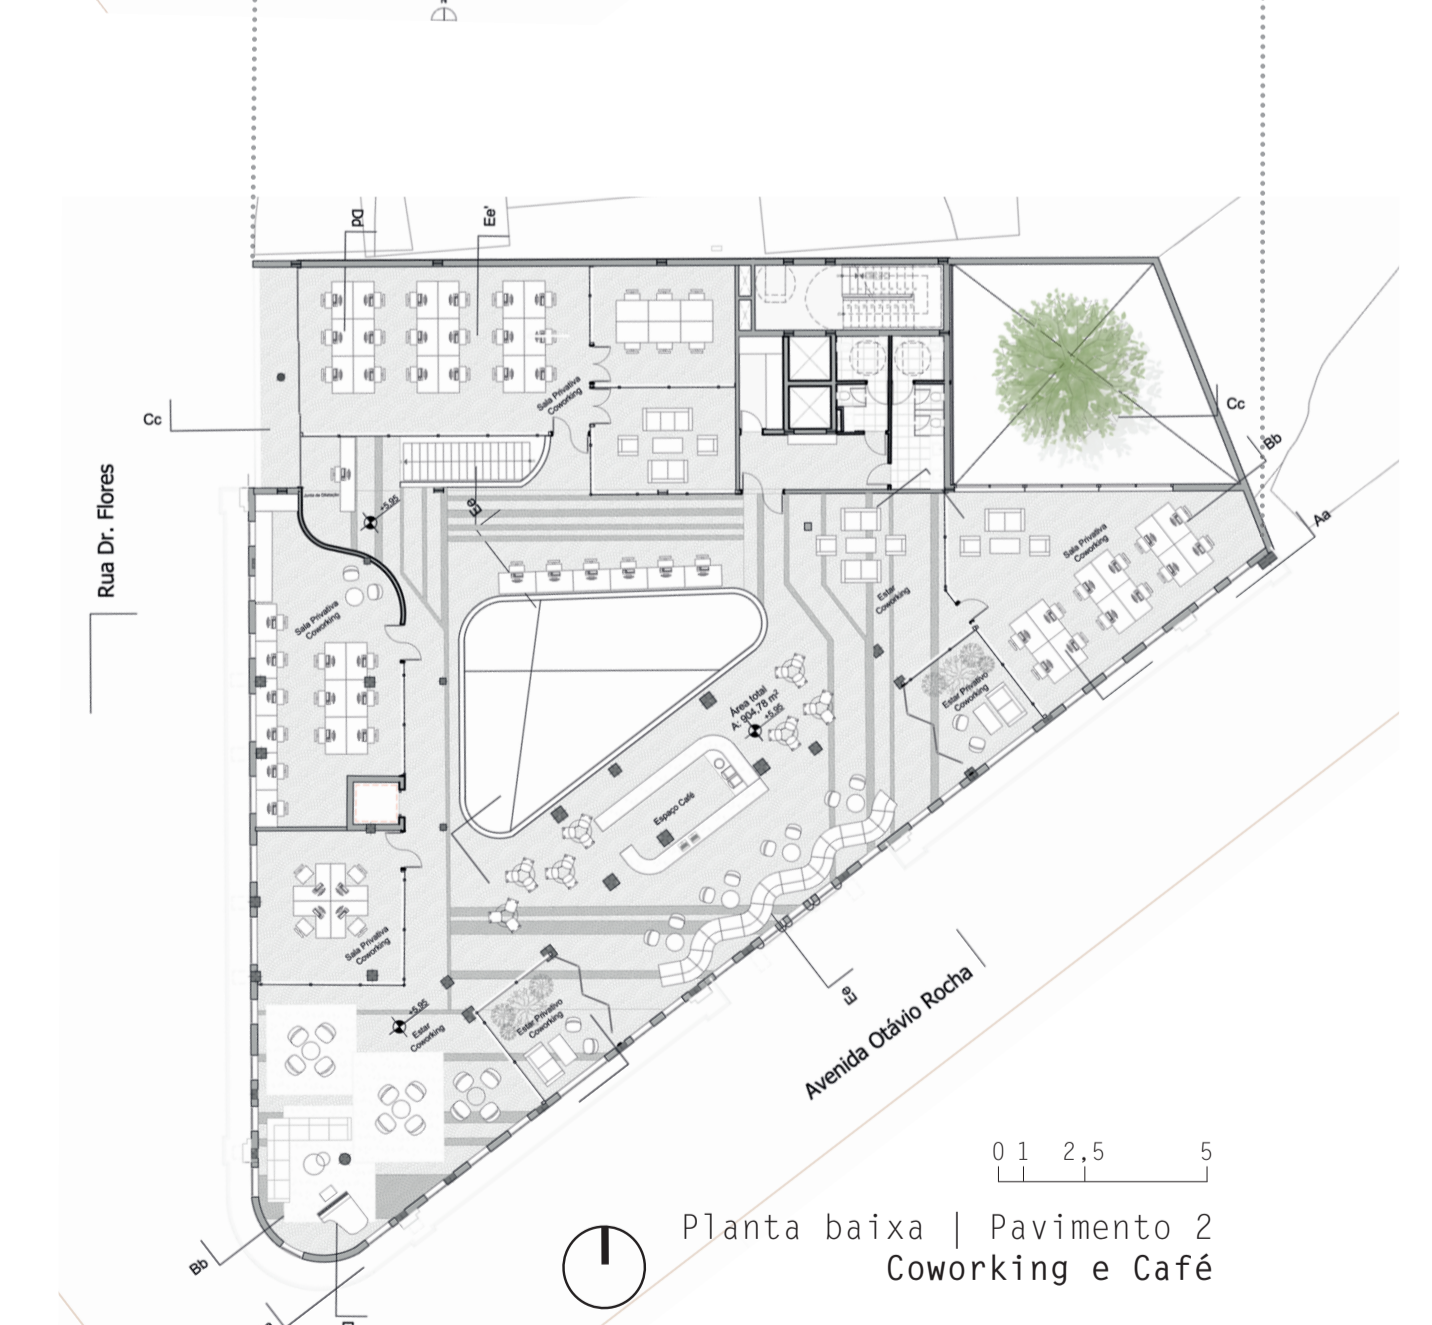 Dd
Ee'
Cc
Sala Privativa
Coworking
Cc
Bb
Rua Dr. Flores
Junta de Dilatação
+5.95
Ee
Aa
Sala Privativa
Coworking
Estar
Coworking
Sala Privativa
Coworking
Estar Privativo
Coworking
Área total
A: 904,78 m²
+5.95
Espaço Café
Sala Privativa
Coworking
Ee
Avenida Otávio Rocha
+5.95
Estar
Coworking
Estar Privativo
Coworking
Bb
0 1 2,5 5
Planta baixa | Pavimento 2
Coworking e Café